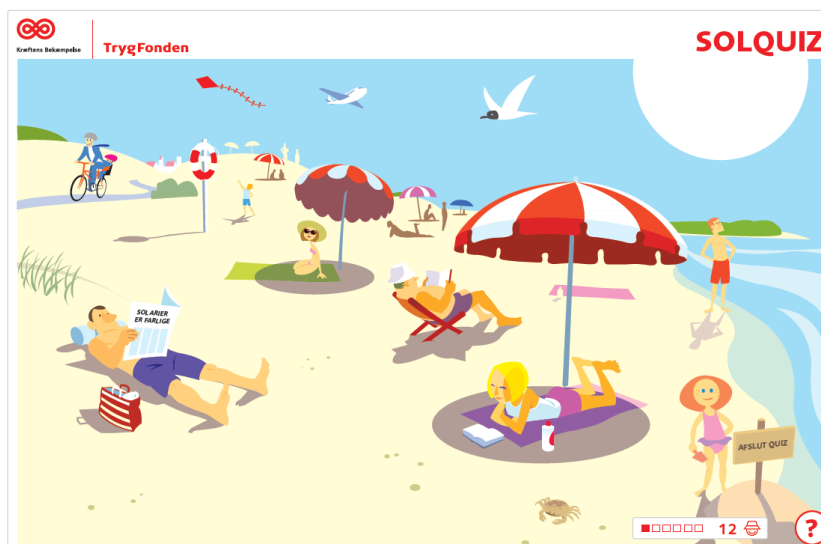 Kræftens Bekæmpelse
TrygFonden
SOLQUIZ
SOLARIER
ER FARLIGE
AFSLUT QUIZ
12
?